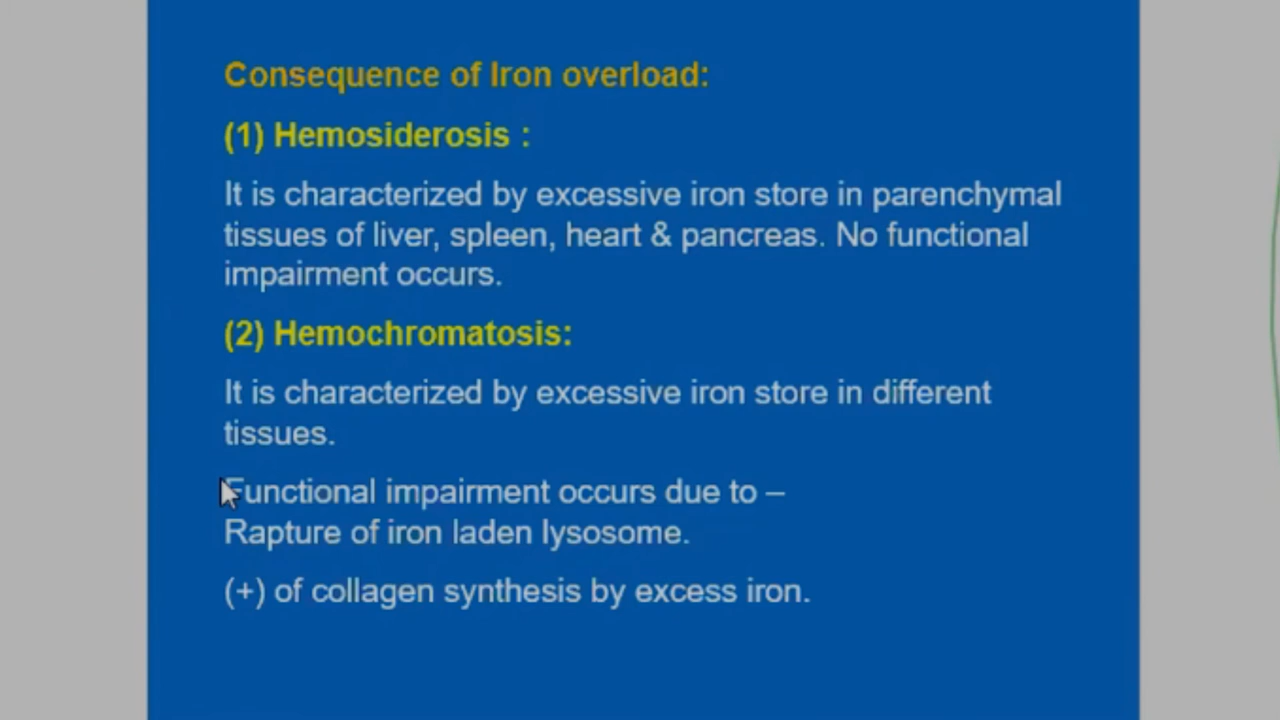 Consequence of Iron overload:
(1) Hemosiderosis :
It is characterized by excessive iron store in parenchymal
tissues of liver, spleen, heart & pancreas. No functional
impairment occurs.
(2) Hemochromatosis:
It is characterized by excessive iron store in different
tissues.
Functional impairment occurs due to –
Rapture of iron laden lysosome.
(+) of collagen synthesis by excess iron.